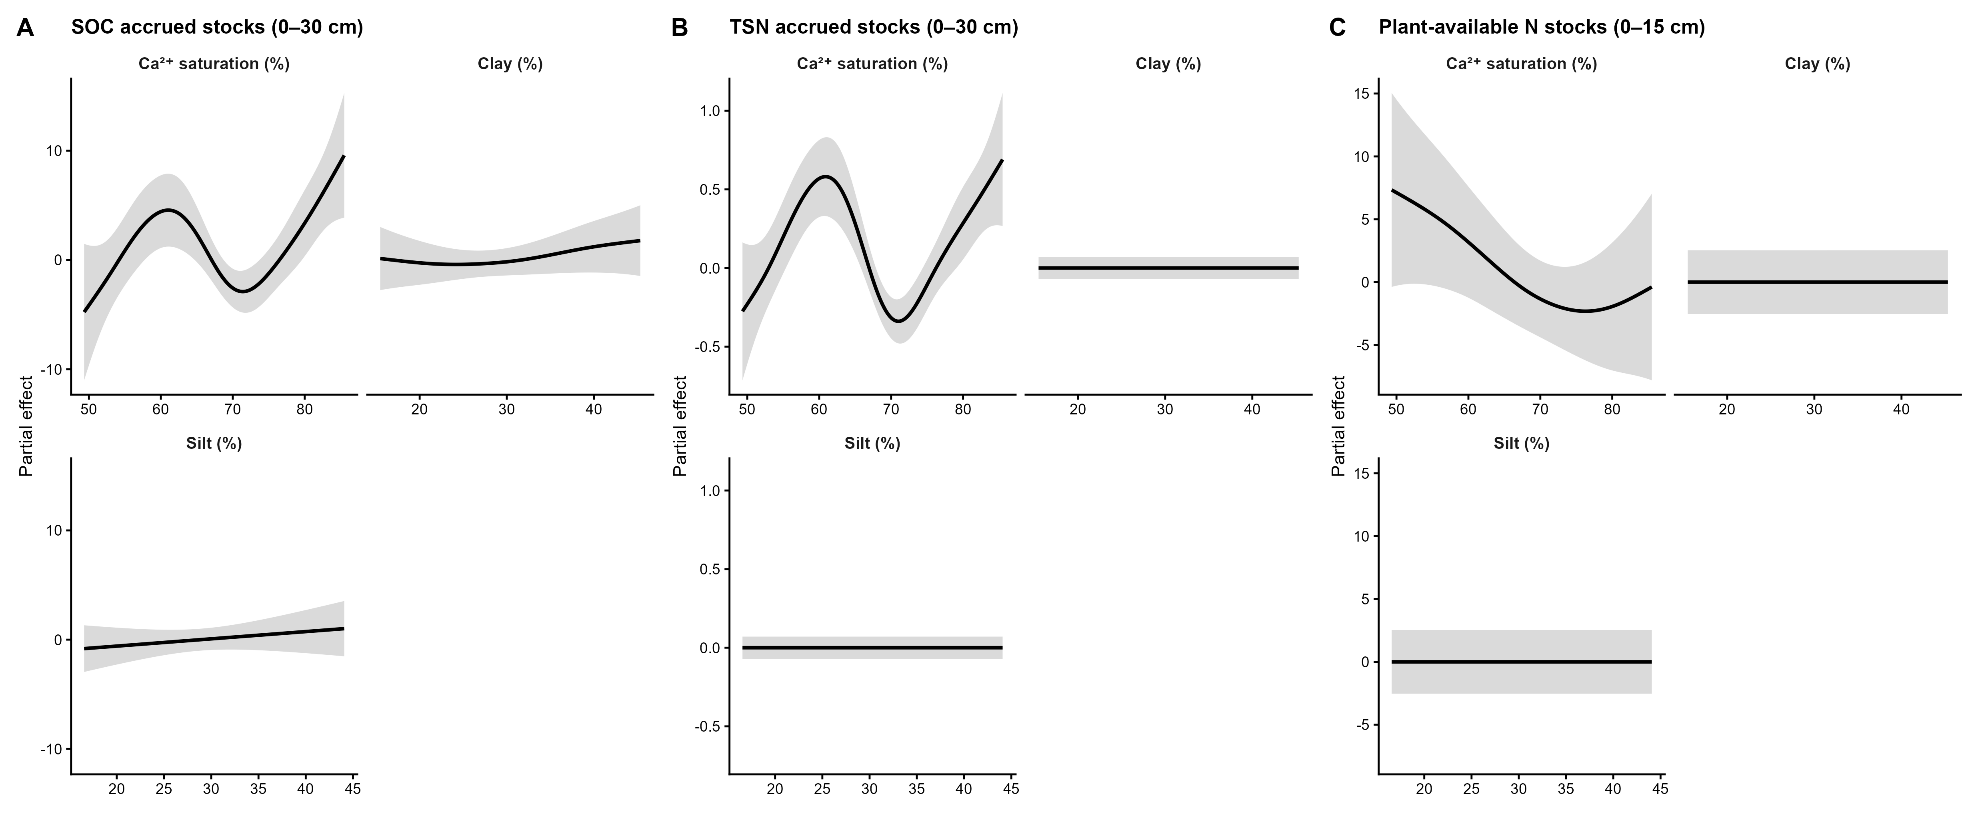 A SOC accrued stocks (0–30 cm)
Ca²⁺ saturation (%)
Clay (%)
10
0
-10
50 60 70 80
20 30 40
Silt (%)
10
0
-10
20 25 30 35 40 45
Partial effect
B TSN accrued stocks (0–30 cm)
Ca²⁺ saturation (%)
Clay (%)
1.0
0.5
0.0
-0.5
50 60 70 80
20 30 40
Silt (%)
1.0
0.5
0.0
-0.5
20 25 30 35 40 45
Partial effect
C Plant-available N stocks (0–15 cm)
Ca²⁺ saturation (%)
Clay (%)
15
10
5
0
-5
50 60 70 80
20 30 40
Silt (%)
15
10
5
0
-5
20 25 30 35 40 45
Partial effect